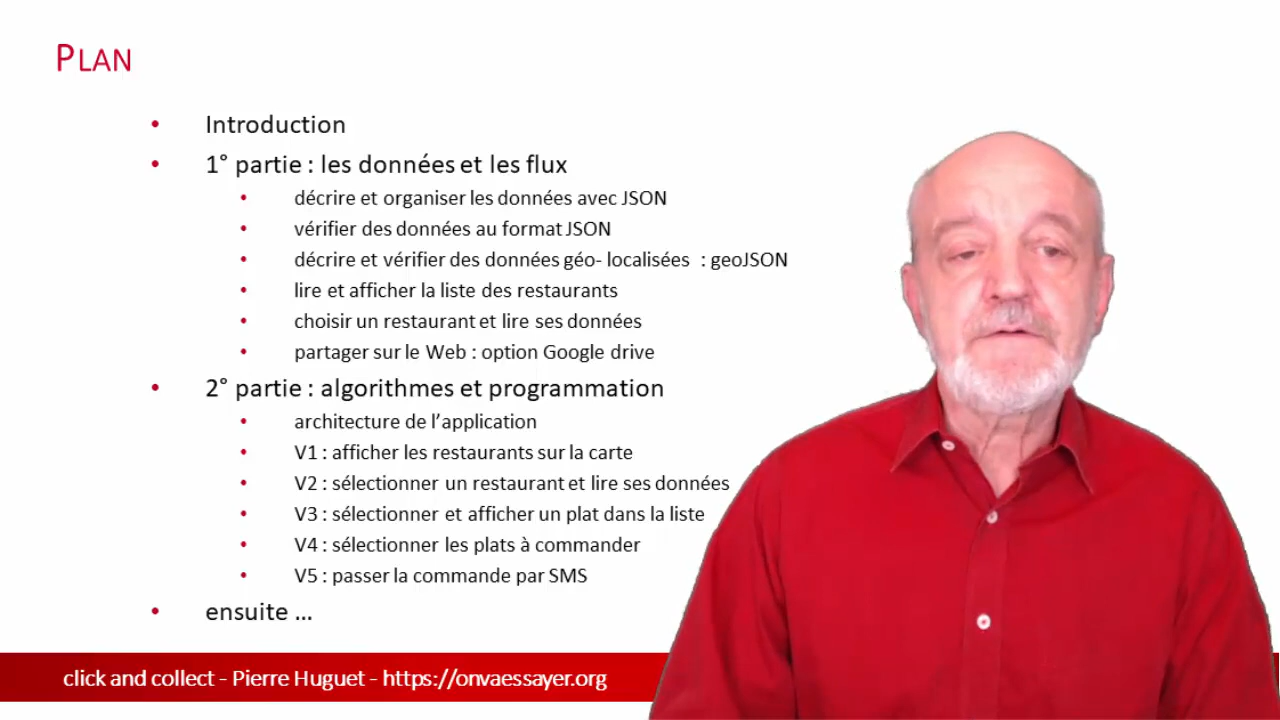 PLAN
• Introduction
• 1° partie : les données et les flux
• décrire et organiser les données avec JSON
• vérifier des données au format JSON
• décrire et vérifier des données géo- localisées : geoJSON
• lire et afficher la liste des restaurants
• choisir un restaurant et lire ses données
• partager sur le Web : option Google drive
• 2° partie : algorithmes et programmation
• architecture de l’application
• V1 : afficher les restaurants sur la carte
• V2 : sélectionner un restaurant et lire ses données
• V3 : sélectionner et afficher un plat dans la liste
• V4 : sélectionner les plats à commander
• V5 : passer la commande par SMS
• ensuite …
click and collect - Pierre Huguet - https://onvaessayer.org